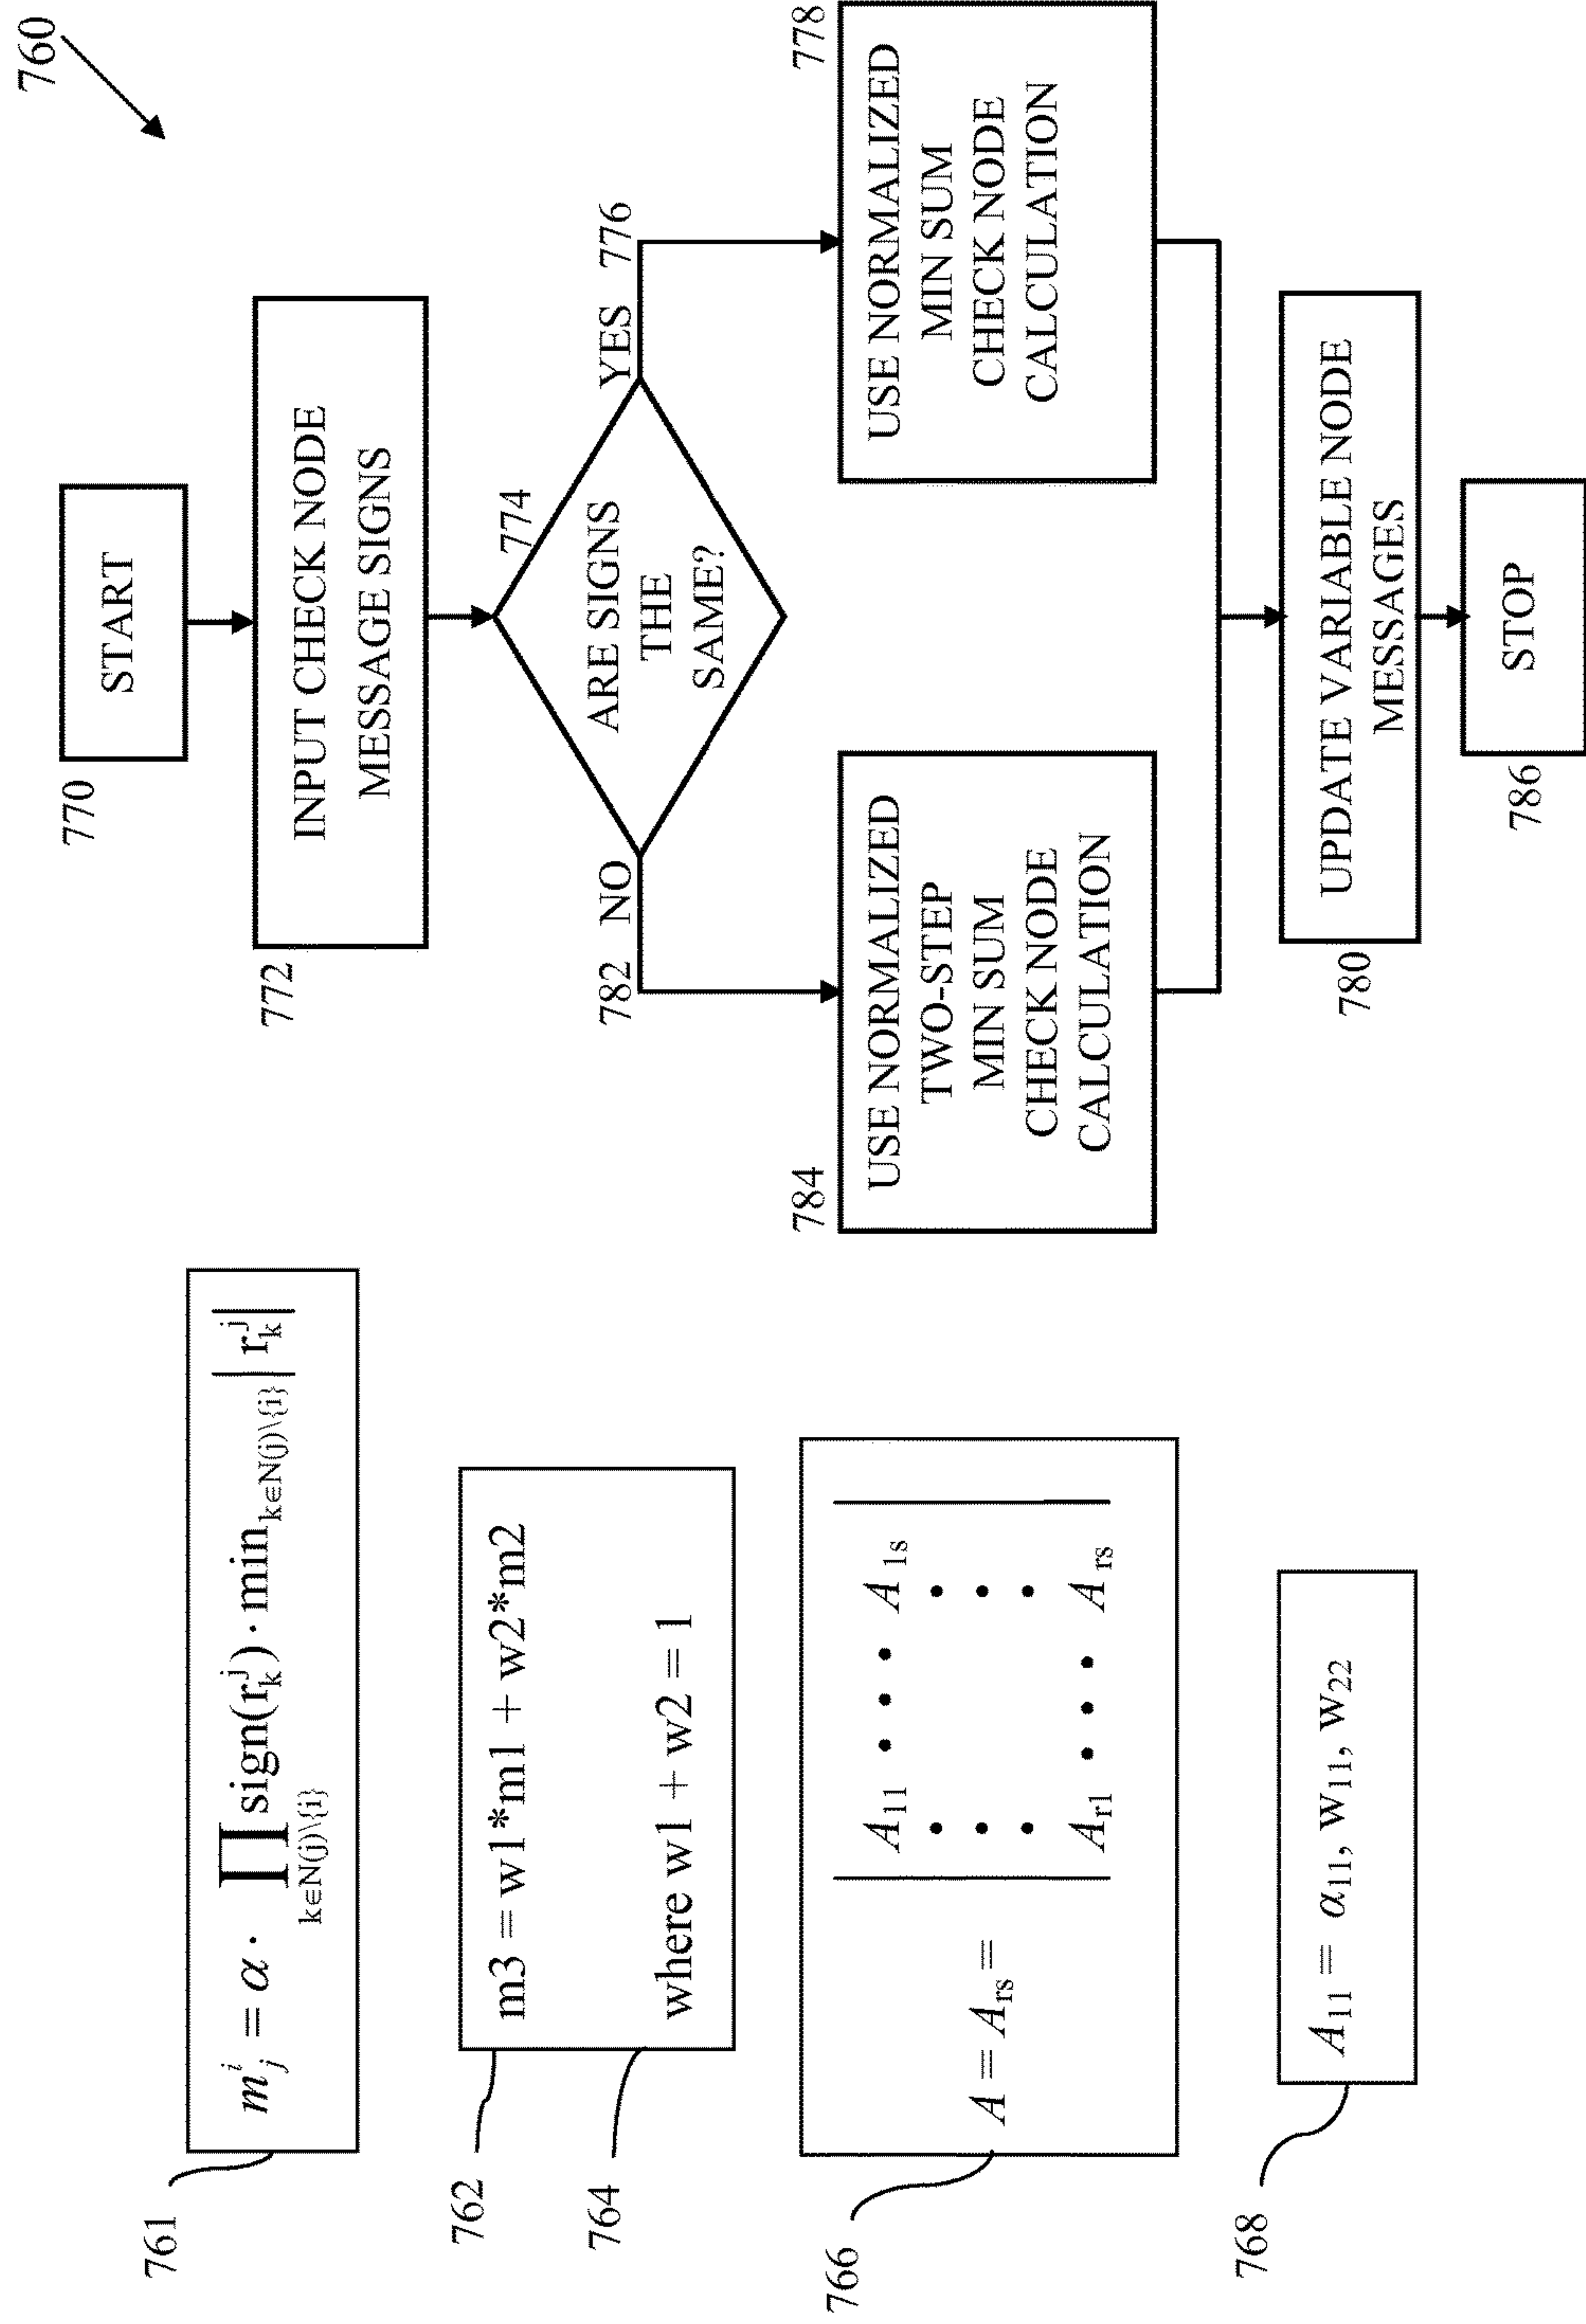 760
761
m_j^i = α · ∏_{k∈N(j)\{i}} sign(r_k^j) · min_{k∈N(j)\{i}} | r_k^j |
762
m3 = w1*m1 + w2*m2
764
where w1 + w2 = 1
766
A = A_rs =
A_11 • • • A_1s
• •
• •
• •
A_r1 • • • A_rs
768
A_11 = α_11, w_11, w_22
770
START
772
INPUT CHECK NODE
MESSAGE SIGNS
774
ARE SIGNS
THE
SAME?
782 NO
YES 776
784
USE NORMALIZED
TWO-STEP
MIN SUM
CHECK NODE
CALCULATION
778
USE NORMALIZED
MIN SUM
CHECK NODE
CALCULATION
780
UPDATE VARIABLE NODE
MESSAGES
786
STOP